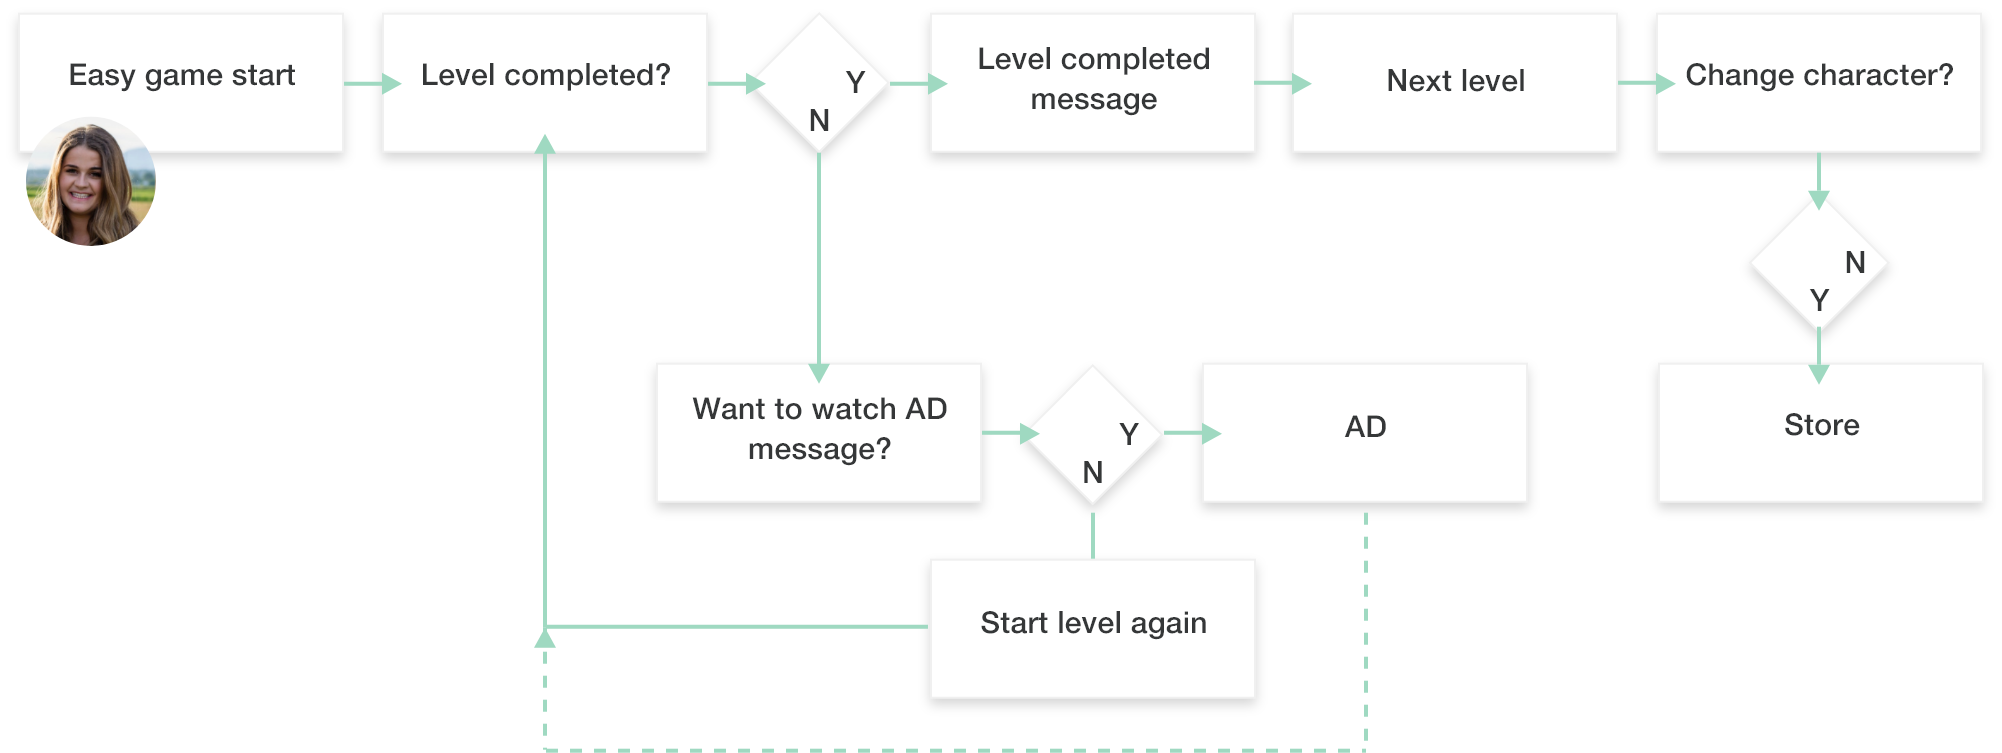 Easy game start
Level completed?
Y
N
Level completed
message
Next level
Change character?
N
Y
Want to watch AD
message?
Y
N
AD
Store
Start level again